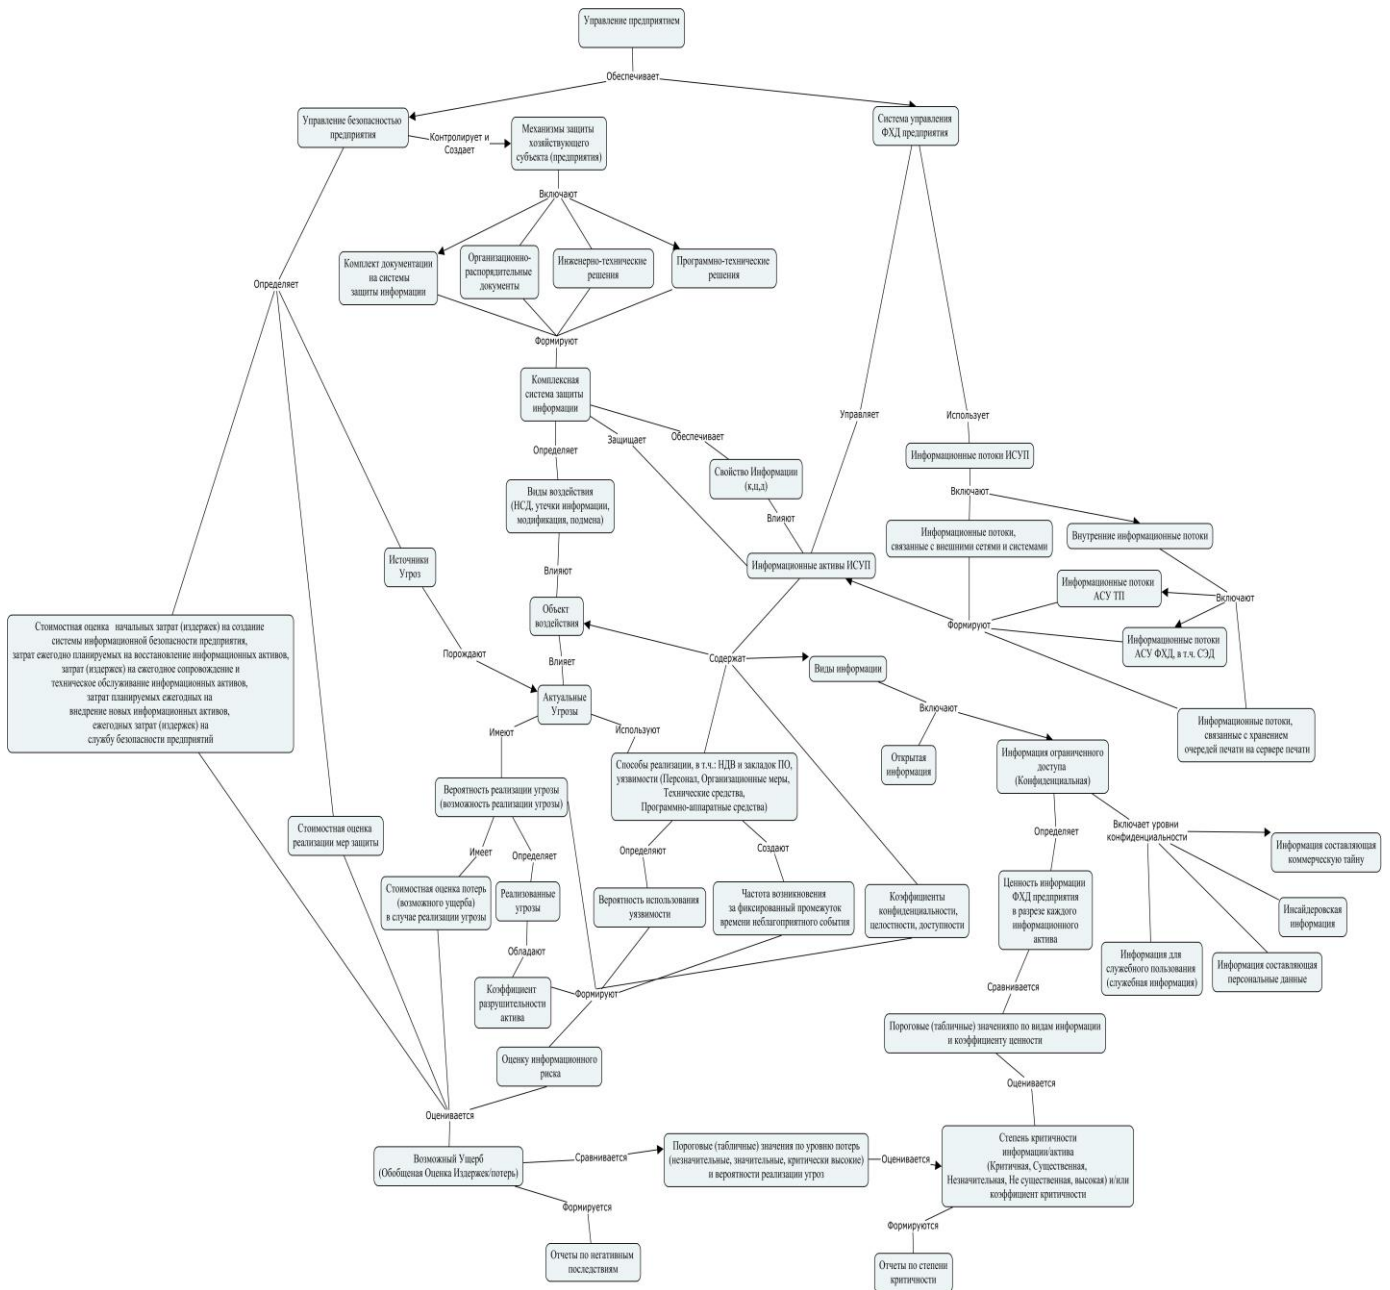 Управление предприятием
Обеспечивает
Управление безопасностью
предприятия
Контролирует и
Создает
Механизмы защиты
хозяйствующего
субъекта (предприятия)
Система управления
ФХД предприятия
Включают
Комплект документации
на системы
защиты информации
Организационно-
распорядительные
документы
Инженерно-технические
решения
Программно-технические
решения
Определяет
Формируют
Комплексная
система защиты
информации
Управляет
Использует
Защищает
Обеспечивает
Определяет
Свойство Информации
(к,ц,д)
Информационные потоки ИСУП
Включают
Виды воздействия
(НСД, утечки информации,
модификация, подмена)
Влияют
Информационные потоки,
связанные с внешними сетями и системами
Внутренние информационные потоки
Источники
Угроз
Влияют
Информационные активы ИСУП
Информационные потоки
АСУ ТП
Включают
Объект
воздействия
Формируют
Информационные потоки
АСУ ФХД, в т.ч. СЭД
Стоимостная оценка начальных затрат (издержек) на создание
системы информационной безопасности предприятия,
затрат ежегодно планируемых на восстановление информационных активов,
затрат (издержек) на ежегодное сопровождение и
техническое обслуживание информационных активов,
затрат планируемых ежегодных на
внедрение новых информационных активов,
ежегодных затрат (издержек) на
службу безопасности предприятий
Порождают
Влияет
Содержат
Виды информации
Актуальные
Угрозы
Включают
Информационные потоки,
связанные с хранением
очередей печати на сервере печати
Имеют
Используют
Открытая
информация
Информация ограниченного
доступа
(Конфиденциальная)
Способы реализации, в т.ч.: НДВ и закладок ПО,
уязвимости (Персонал, Организационные меры,
Технические средства,
Программно-аппаратные средства)
Вероятность реализации угрозы
(возможность реализации угрозы)
Стоимостная оценка
реализации мер защиты
Определяет
Включает уровни
конфиденциальности
Информация составляющая
коммерческую тайну
Имеет
Определяет
Определяют
Создают
Стоимостная оценка потерь
(возможного ущерба)
в случае реализации угрозы
Реализованные
угрозы
Вероятность использования
уязвимости
Частота возникновения
за фиксированный промежуток
времени неблагоприятного события
Коэффициенты
конфиденциальности,
целостности, доступности
Ценность информации
ФХД предприятия
в разрезе каждого
информационного
актива
Инсайдеровская
информация
Обладают
Информация для
служебного пользования
(служебная информация)
Информация составляющая
персональные данные
Коэффициент
разрушительности
актива
Формируют
Сравнивается
Пороговые (табличные) значенияпо по видам информации
и коэффициенту ценности
Оценку информационного
риска
Оценивается
Оценивается
Возможный Ущерб
(Обобщеная Оценка Издержек/потерь)
Сравнивается
Пороговые (табличные) значения по уровню потерь
(незначительные, значительные, критически высокие)
и вероятности реализации угроз
Оценивается
Степень критичности
информации/актива
(Критичная, Существенная,
Незначительная, Не существенная, высокая) и/или
коэффициент критичности
Формируется
Формируются
Отчеты по негативным
последствиям
Отчеты по степени
критичности